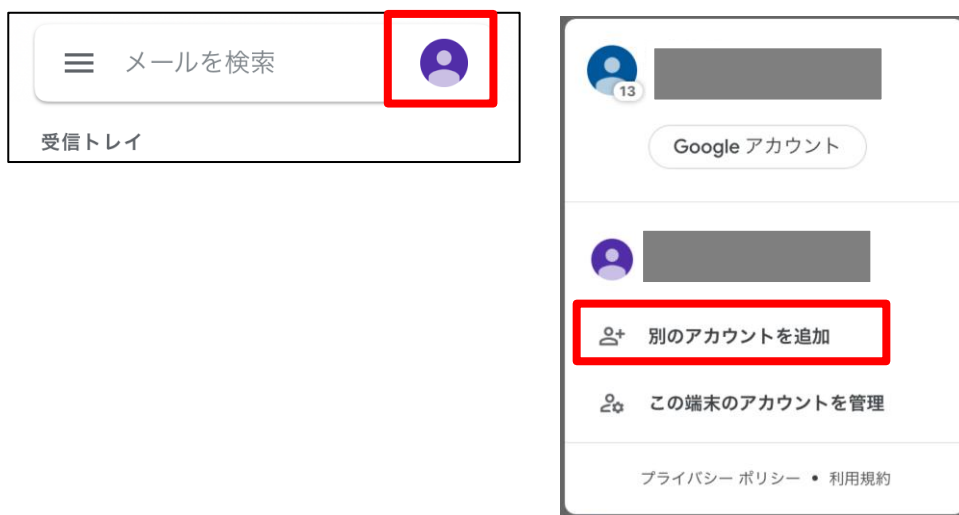 メールを検索
受信トレイ
13
Google アカウント
別のアカウントを追加
この端末のアカウントを管理
プライバシー ポリシー • 利用規約